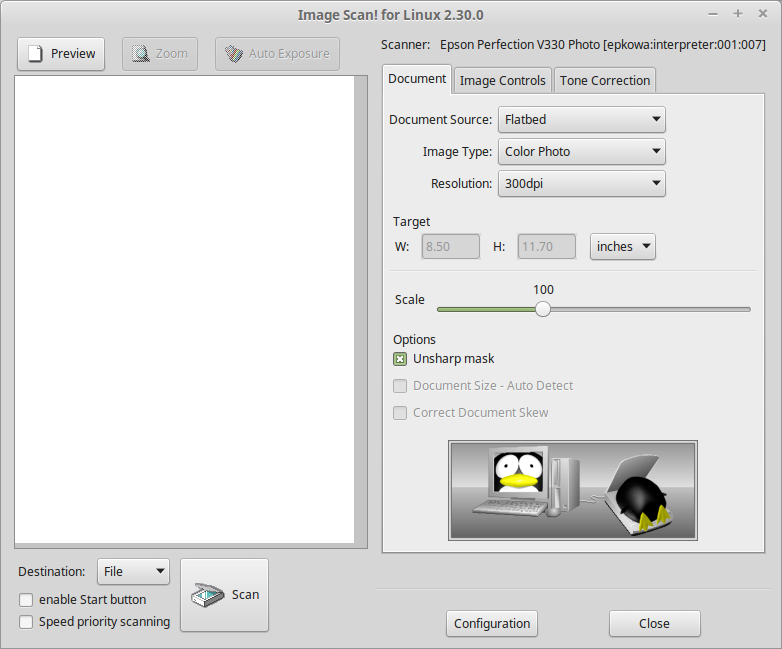 Image Scan! for Linux 2.30.0
Preview
Zoom
Auto Exposure
Scanner: Epson Perfection V330 Photo [epkowa:interpreter:001:007]
Document
Image Controls
Tone Correction
Document Source: Flatbed
Image Type: Color Photo
Resolution: 300dpi
Target
W: 8.50 H: 11.70 inches
100
Scale
Options
Unsharp mask
Document Size - Auto Detect
Correct Document Skew
Destination: File
enable Start button
Speed priority scanning
Scan
Configuration
Close